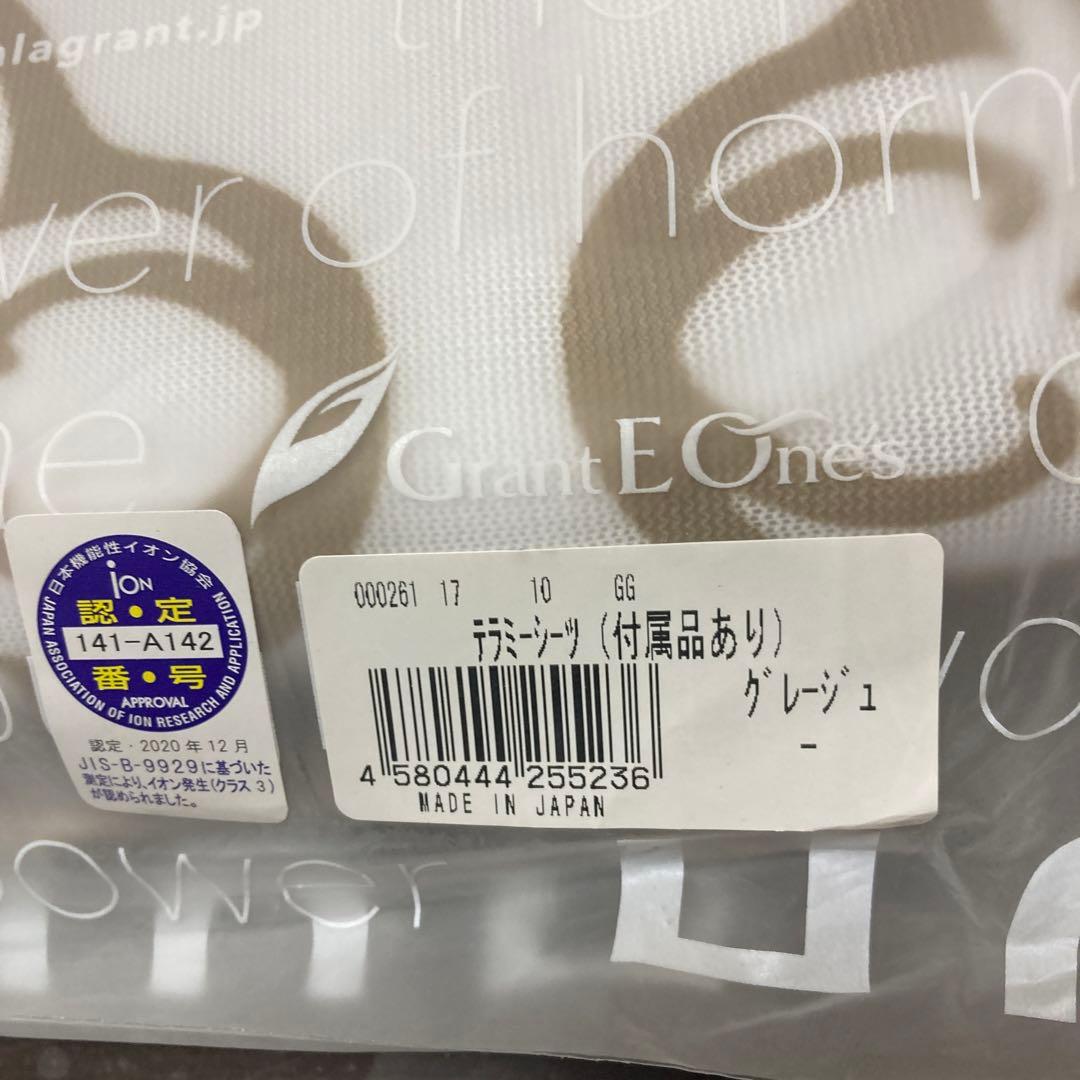 alagrant.jp
wer of horm
Grant E One's
日本機能性イオン協会
ION
認・定
141-A142
番・号
APPROVAL
JAPAN ASSOCIATION OF ION RESEARCH AND APPLICATION
認定・2020年12月
JIS-B-9929に基づいた
測定により、イオン発生(クラス3)
が認められました。
000261 17 10 GG
テラミーシーツ(付属品あり)
グレージュ
-
4 580444 255236
MADE IN JAPAN
power